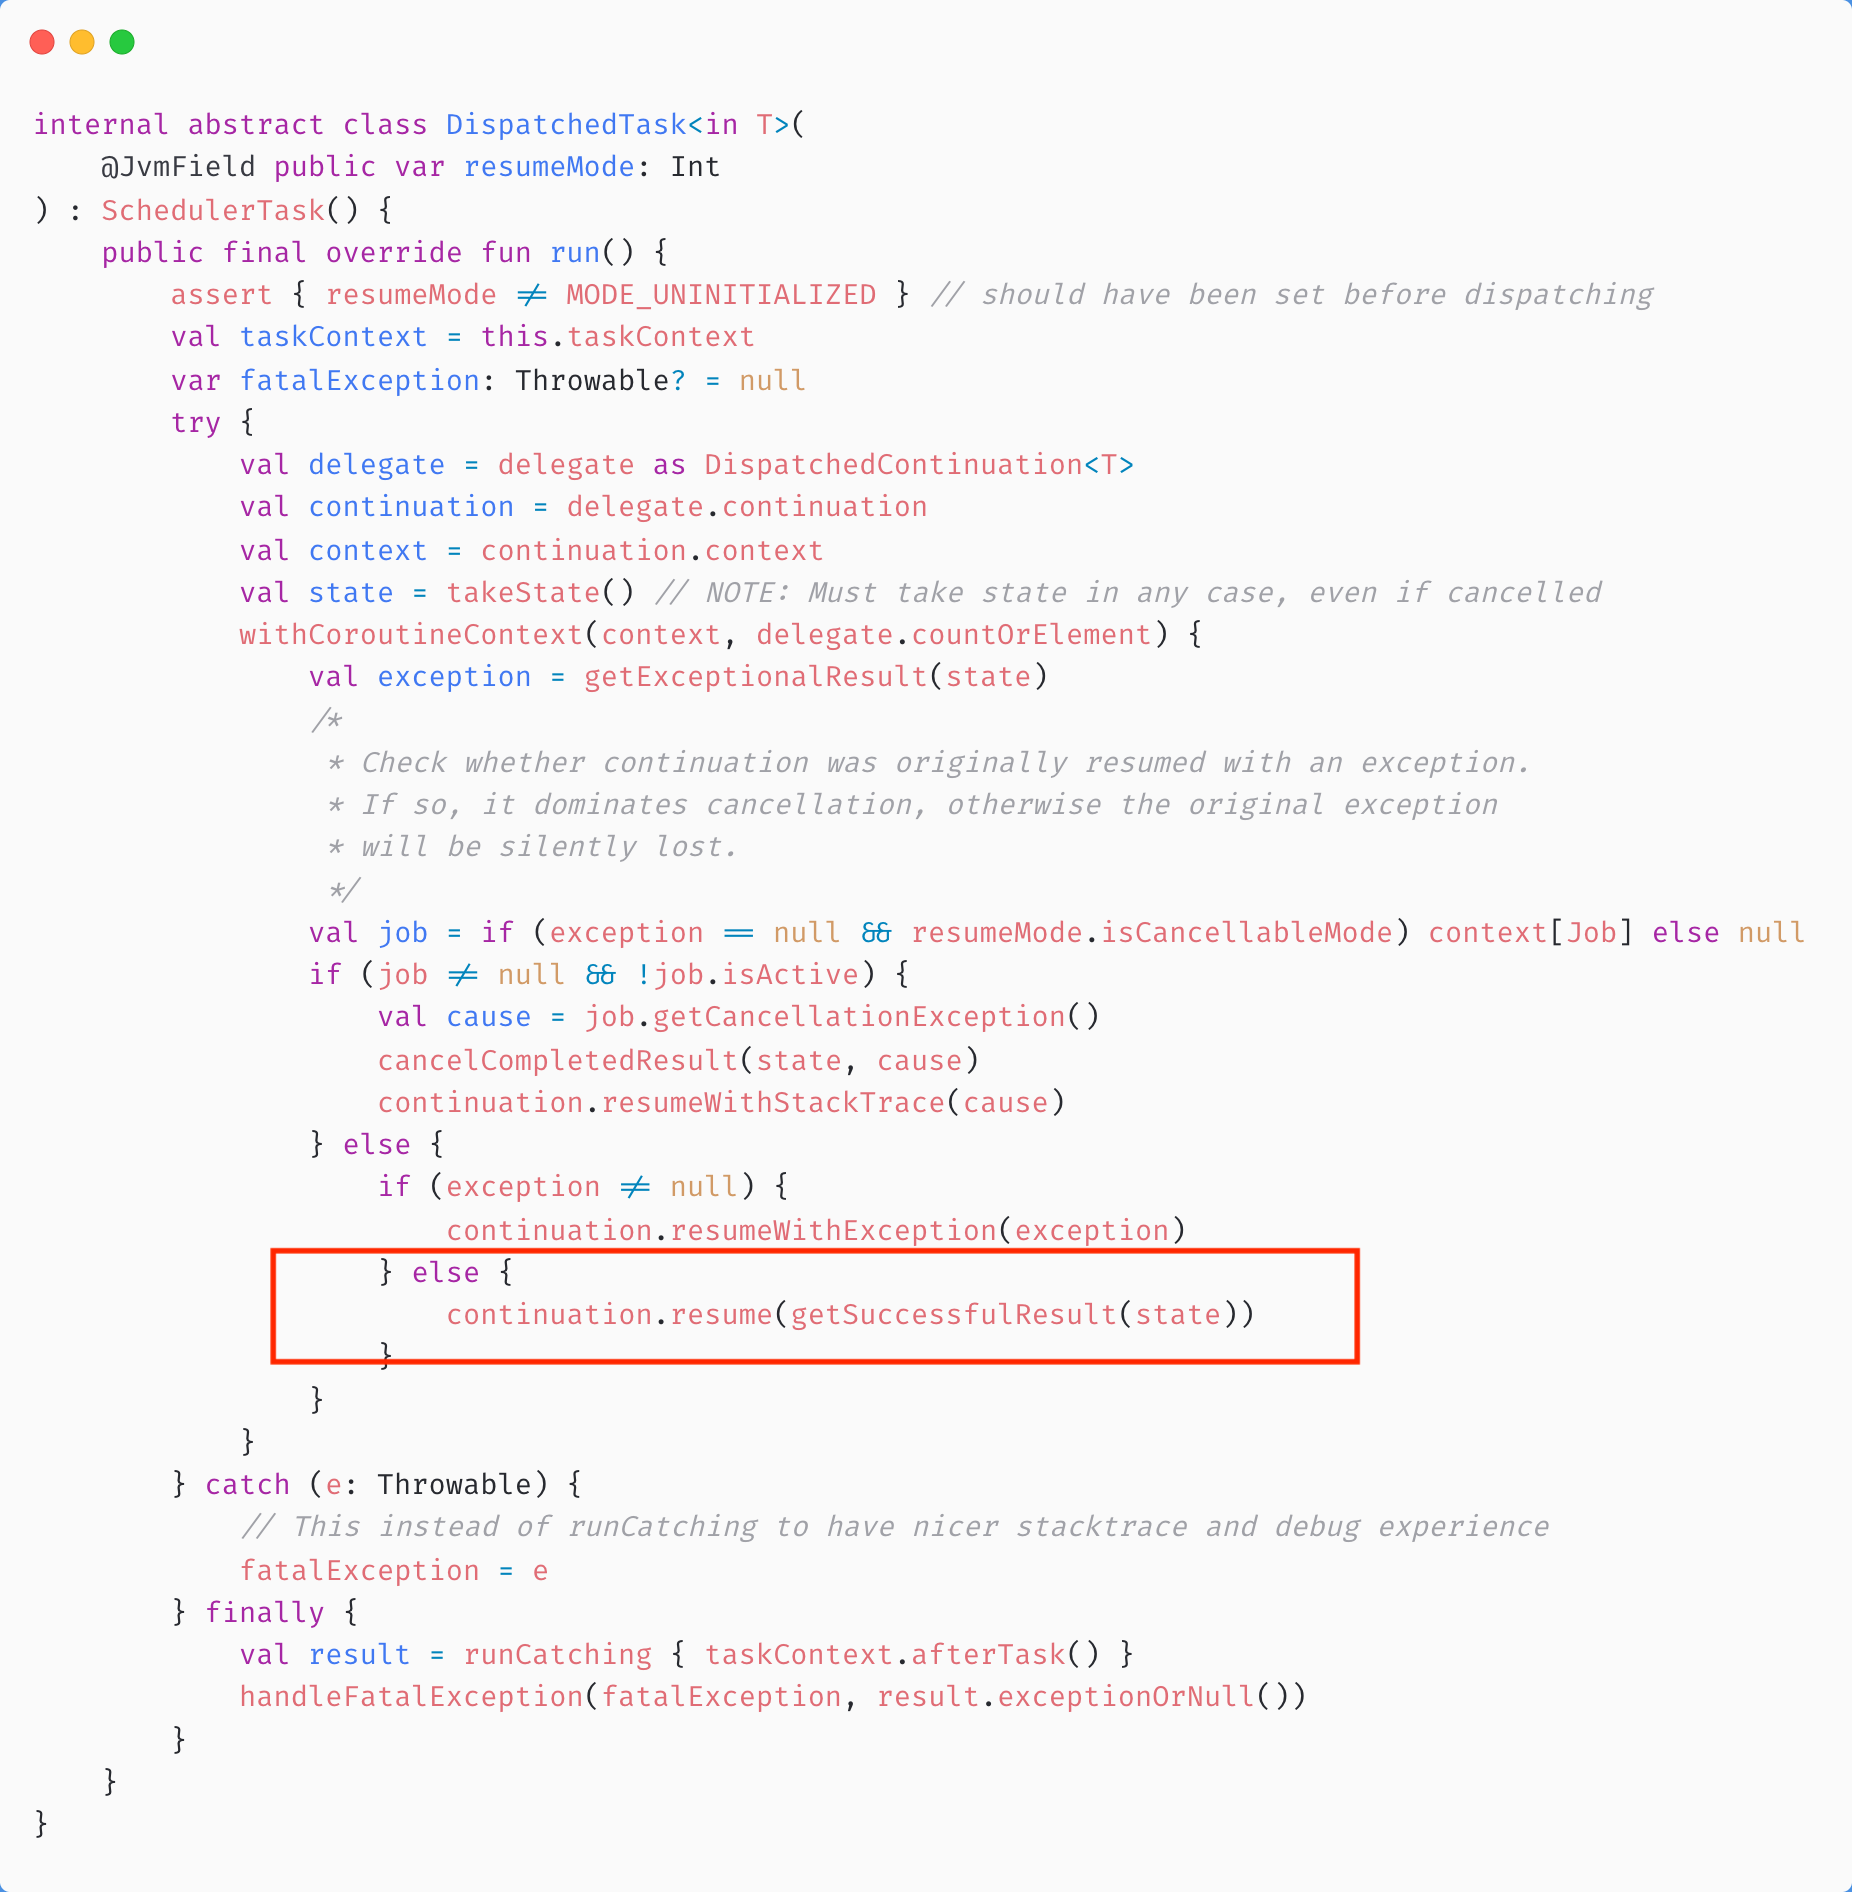 internal abstract class DispatchedTask<in T>(
    @JvmField public var resumeMode: Int
) : SchedulerTask() {
    public final override fun run() {
        assert { resumeMode != MODE_UNINITIALIZED } // should have been set before dispatching
        val taskContext = this.taskContext
        var fatalException: Throwable? = null
        try {
            val delegate = delegate as DispatchedContinuation<T>
            val continuation = delegate.continuation
            val context = continuation.context
            val state = takeState() // NOTE: Must take state in any case, even if cancelled
            withCoroutineContext(context, delegate.countOrElement) {
                val exception = getExceptionalResult(state)
                /*
                 * Check whether continuation was originally resumed with an exception.
                 * If so, it dominates cancellation, otherwise the original exception
                 * will be silently lost.
                 */
                val job = if (exception == null && resumeMode.isCancellableMode) context[Job] else null
                if (job != null && !job.isActive) {
                    val cause = job.getCancellationException()
                    cancelCompletedResult(state, cause)
                    continuation.resumeWithStackTrace(cause)
                } else {
                    if (exception != null) {
                        continuation.resumeWithException(exception)
                    } else {
                        continuation.resume(getSuccessfulResult(state))
                    }
                }
            }
        } catch (e: Throwable) {
            // This instead of runCatching to have nicer stacktrace and debug experience
            fatalException = e
        } finally {
            val result = runCatching { taskContext.afterTask() }
            handleFatalException(fatalException, result.exceptionOrNull())
        }
    }
}